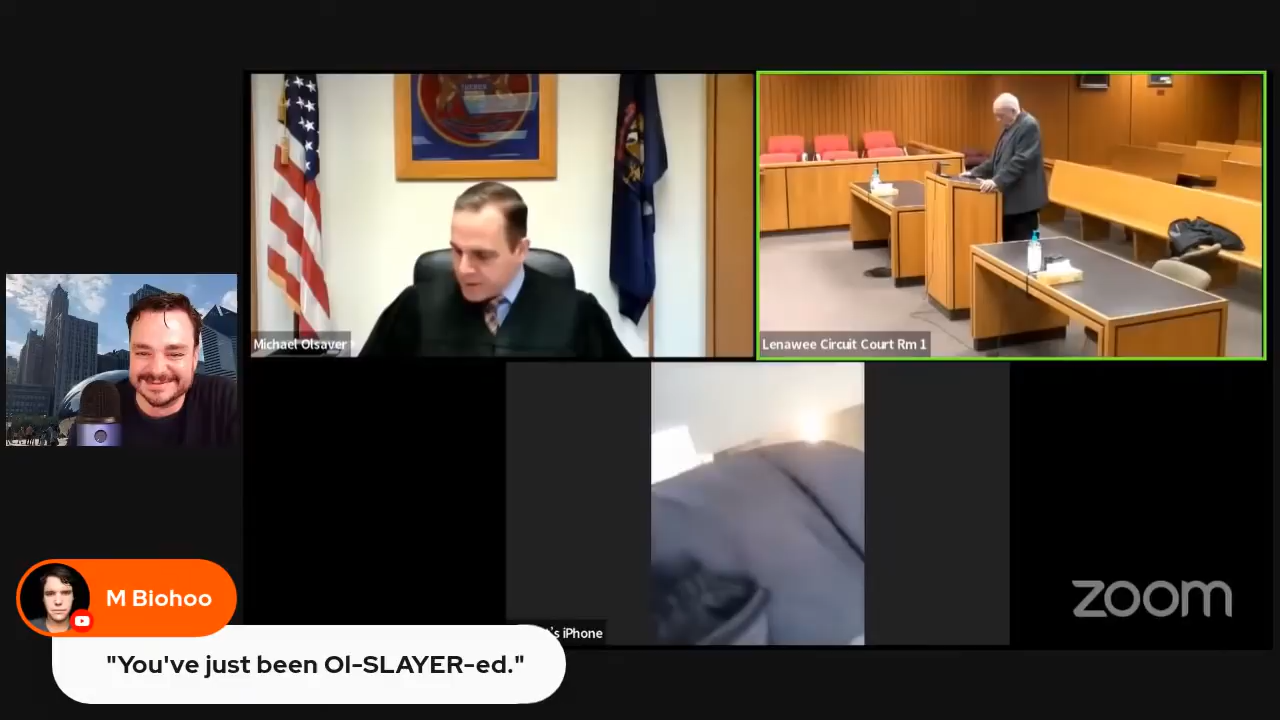 Michael Olsaver
Lenawee Circuit Court Rm 1
's iPhone
zoom
M Biohoo
"You've just been Ol-SLAYER-ed."